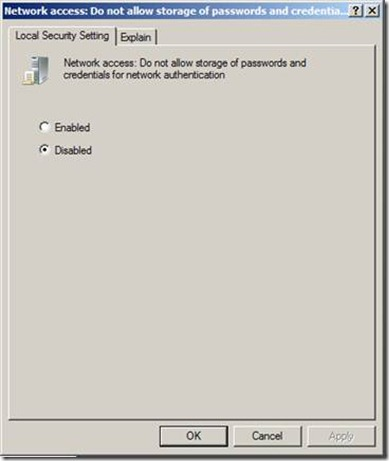 Network access: Do not allow storage of passwords and credentia...
Local Security Setting
Explain
Network access: Do not allow storage of passwords and
credentials for network authentication
Enabled
Disabled
OK
Cancel
Apply